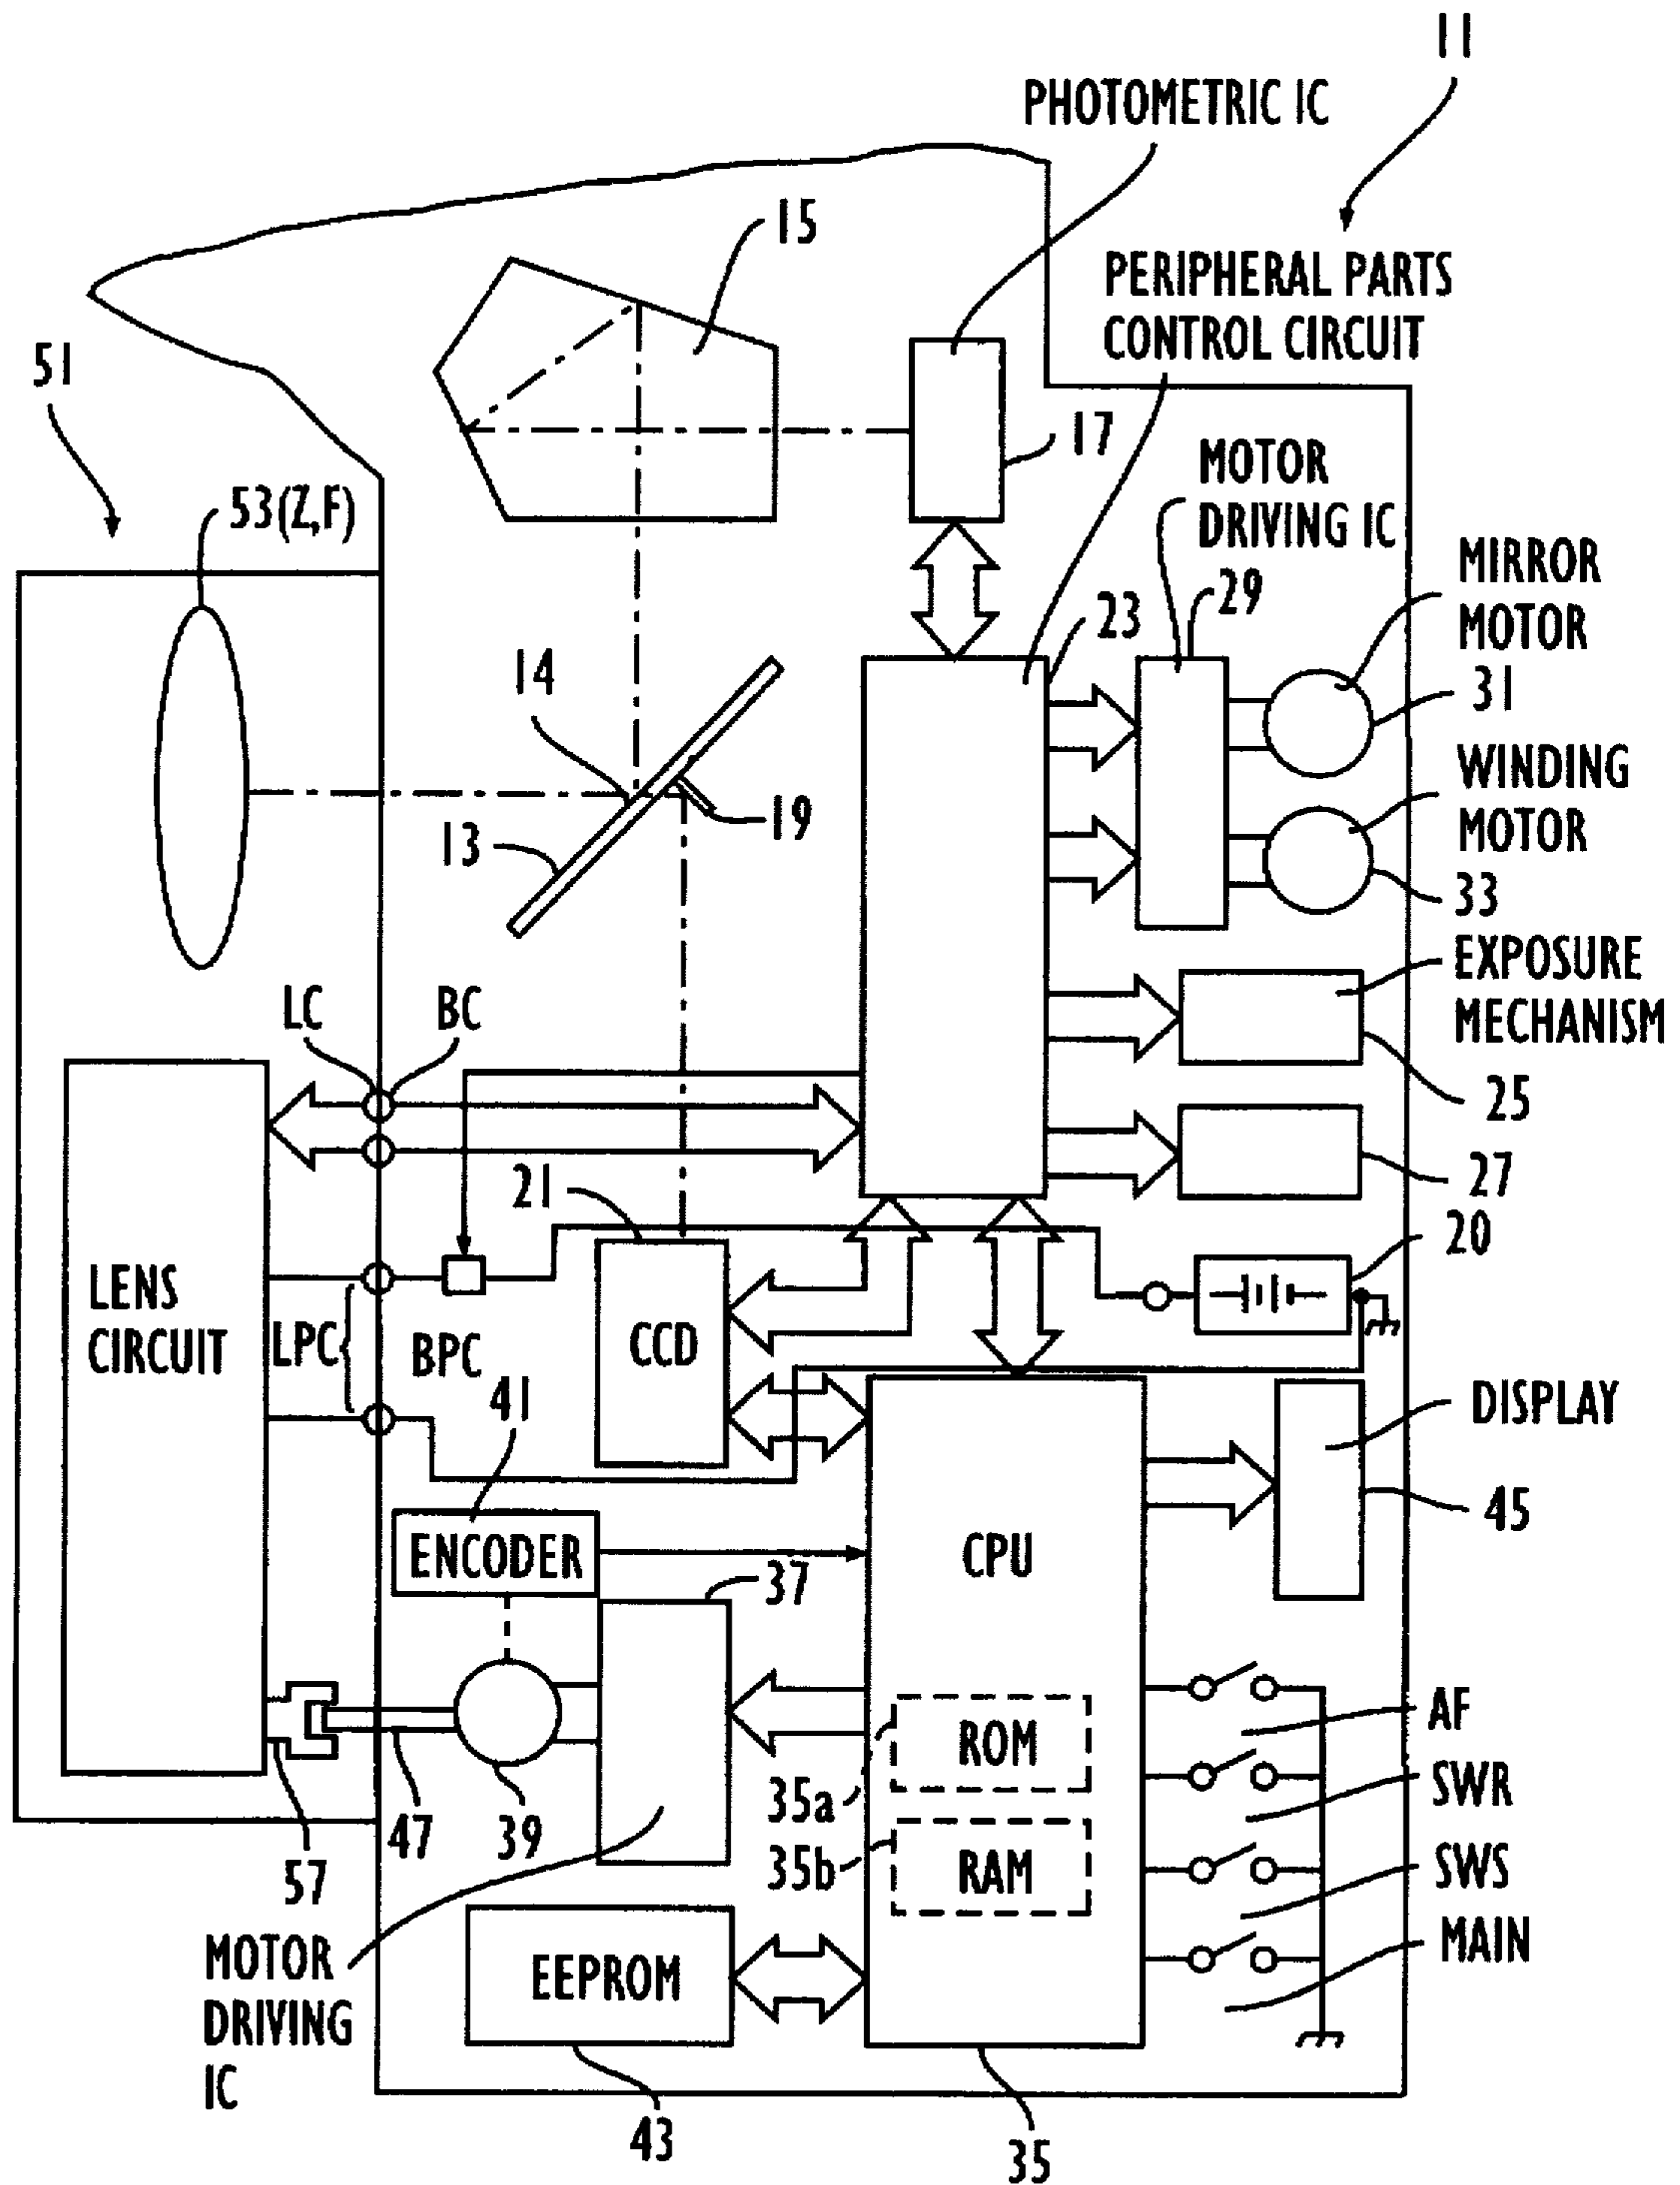 11
PHOTOMETRIC IC
15
PERIPHERAL PARTS
CONTROL CIRCUIT
51
17
MOTOR
DRIVING IC
53(Z,F)
29
MIRROR
MOTOR
31
23
14
WINDING
MOTOR
33
19
13
EXPOSURE
MECHANISM
LC
BC
25
21
27
20
LENS
CIRCUIT
LPC
BPC
CCD
41
DISPLAY
45
ENCODER
CPU
37
AF
ROM
35a
SWR
47
39
57
35b
RAM
SWS
MAIN
MOTOR
DRIVING
IC
EEPROM
43
35